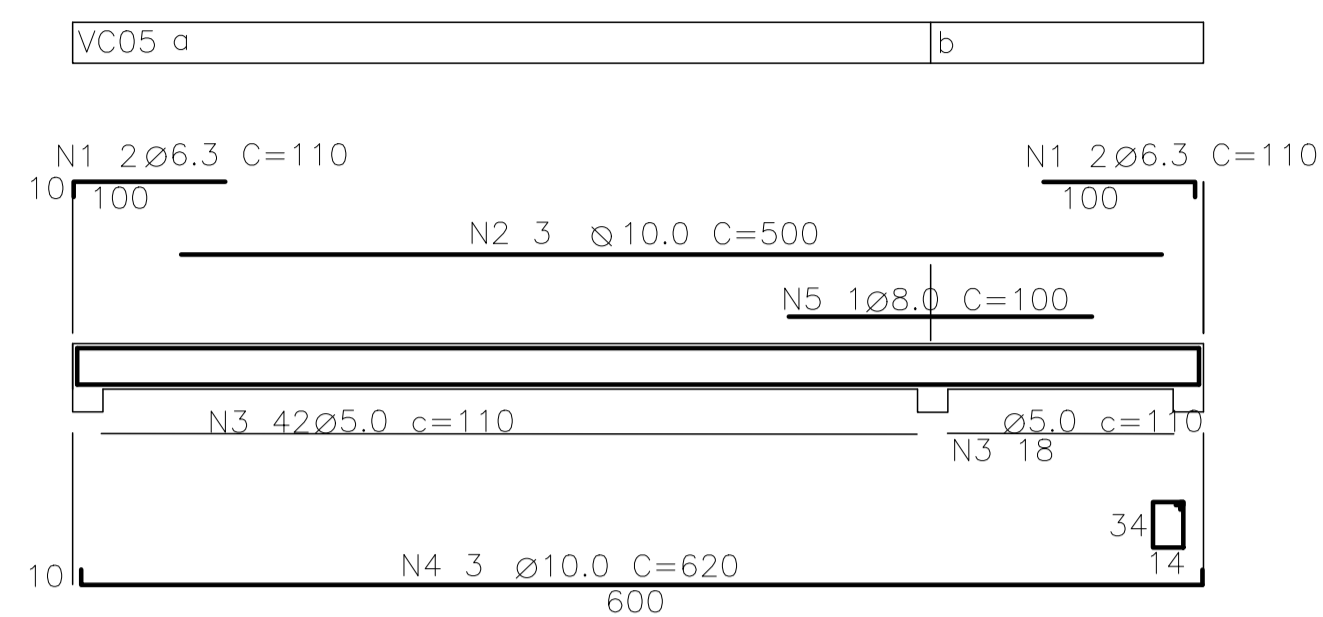 VC05 a
b
N1 2Ø6.3 C=110
N1 2Ø6.3 C=110
10
100
100
N2 3 Ø10.0 C=500
N5 1Ø8.0 C=100
N3 42Ø5.0 c=110
Ø5.0 c=110
N3 18
34
14
N4 3 Ø10.0 C=620
10
600